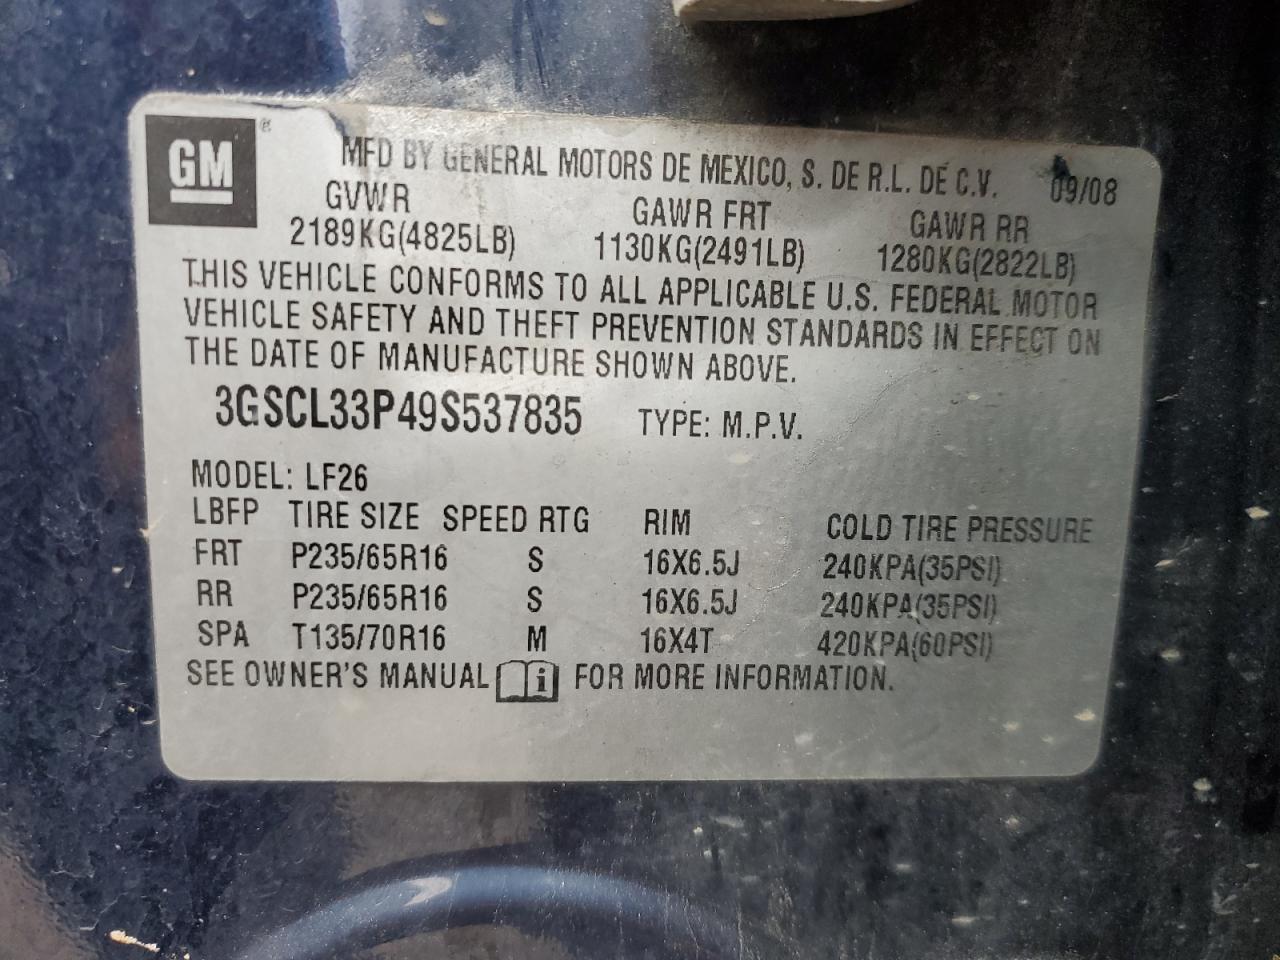 GM ® MFD BY GENERAL MOTORS DE MEXICO, S. DE R.L. DE C.V. 09/08
GVWR GAWR FRT GAWR RR
2189KG(4825LB) 1130KG(2491LB) 1280KG(2822LB)
THIS VEHICLE CONFORMS TO ALL APPLICABLE U.S. FEDERAL MOTOR
VEHICLE SAFETY AND THEFT PREVENTION STANDARDS IN EFFECT ON
THE DATE OF MANUFACTURE SHOWN ABOVE.
3GSCL33P49S537835 TYPE: M.P.V.
MODEL: LF26
LBFP TIRE SIZE SPEED RTG RIM COLD TIRE PRESSURE
FRT P235/65R16 S 16X6.5J 240KPA(35PSI)
RR P235/65R16 S 16X6.5J 240KPA(35PSI)
SPA T135/70R16 M 16X4T 420KPA(60PSI)
SEE OWNER'S MANUAL i FOR MORE INFORMATION.